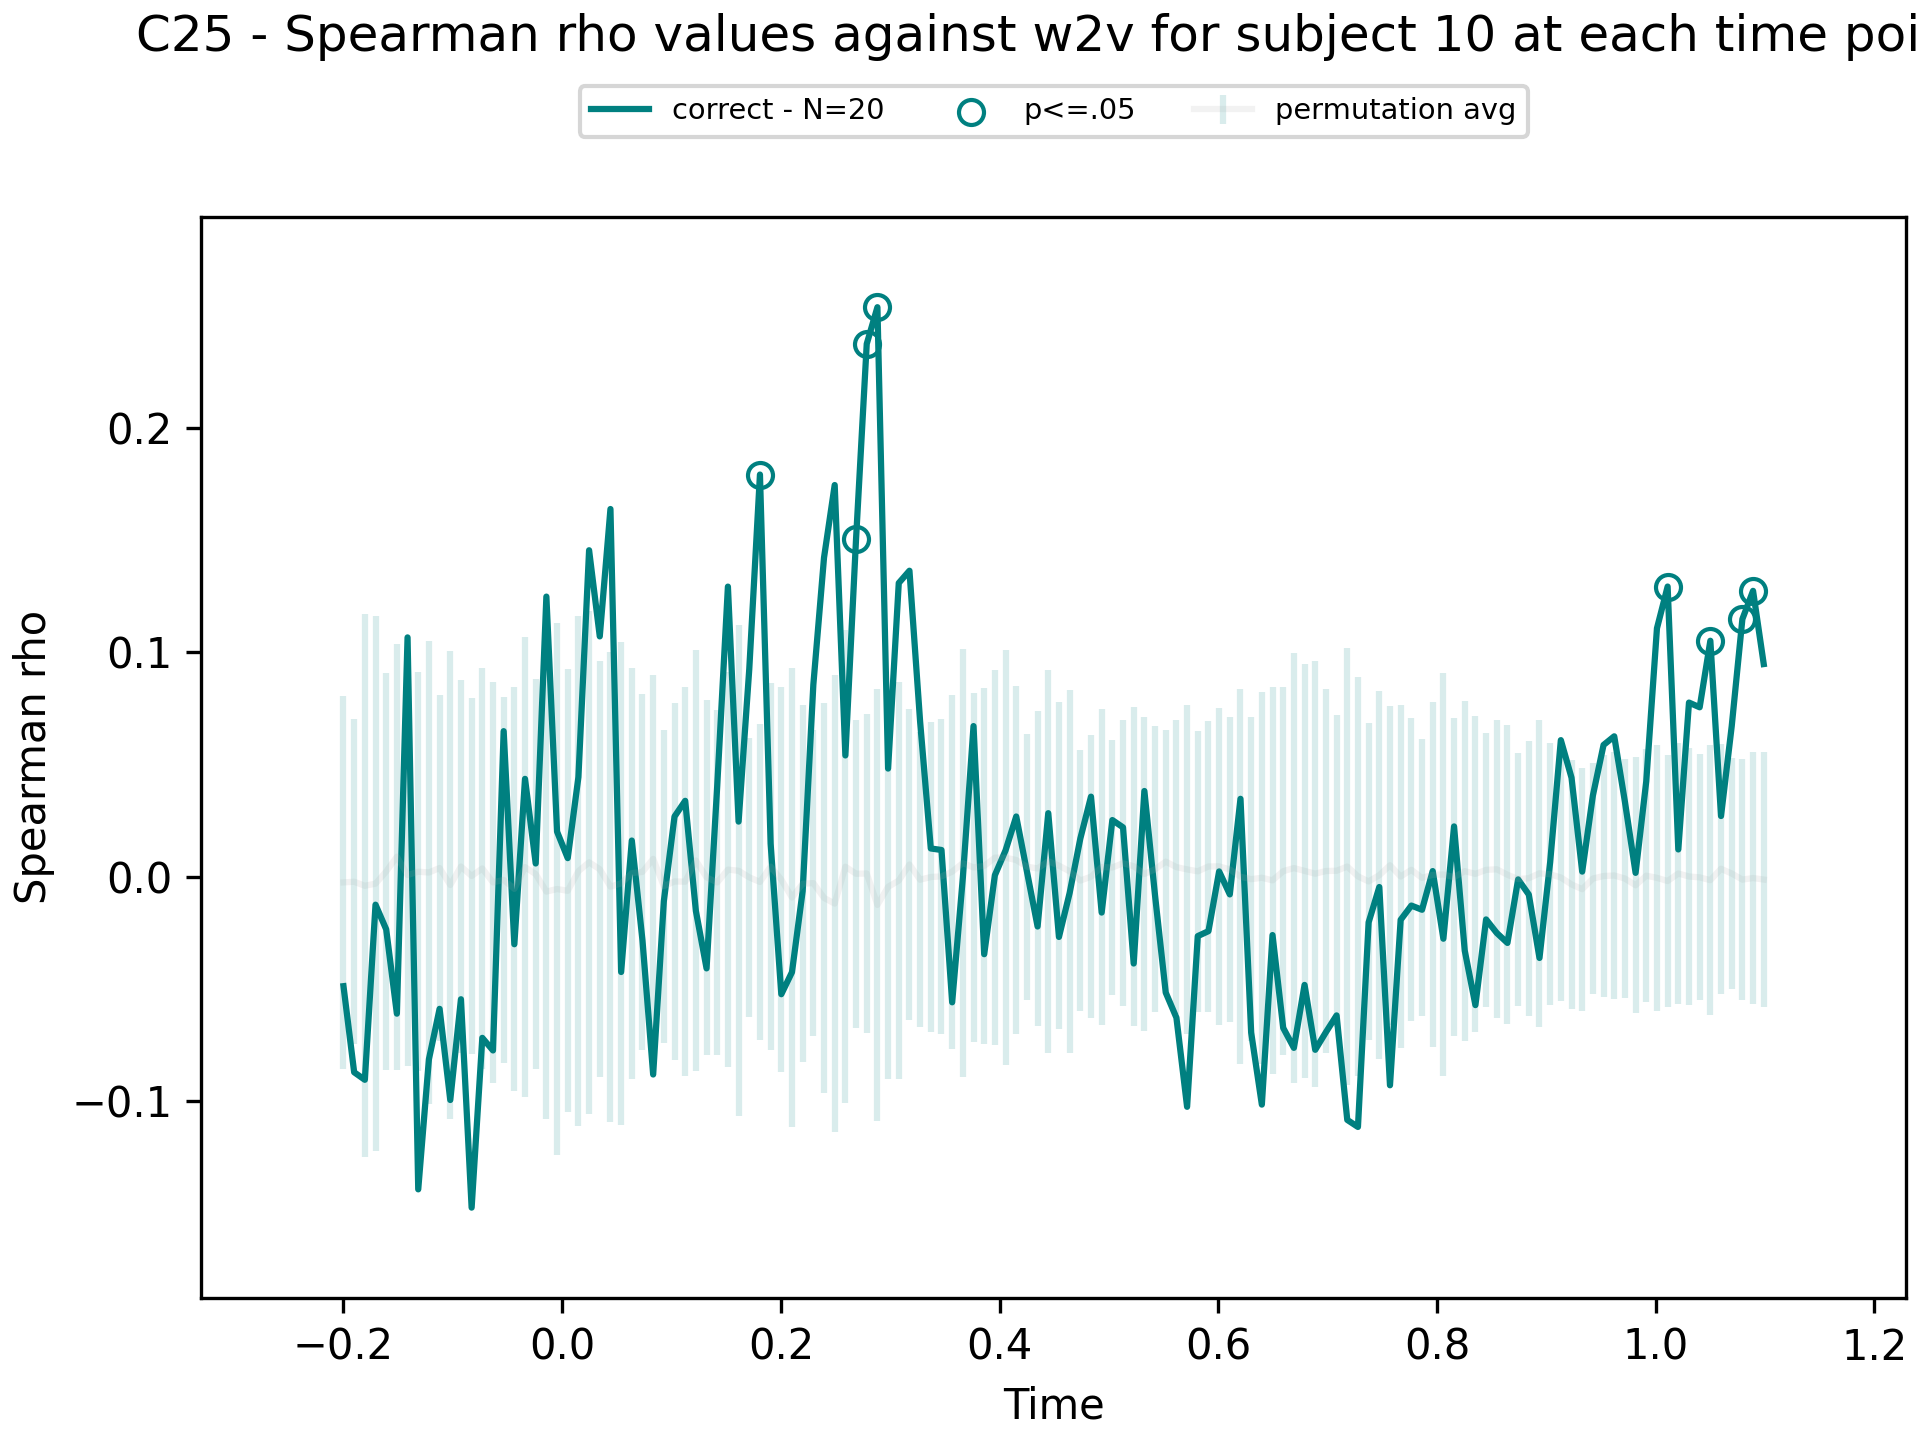 C25 - Spearman rho values against w2v for subject 10 at each time poi
correct - N=20
p<=.05
permutation avg
Spearman rho
0.2
0.1
0.0
−0.1
−0.2
0.0
0.2
0.4
0.6
0.8
1.0
1.2
Time